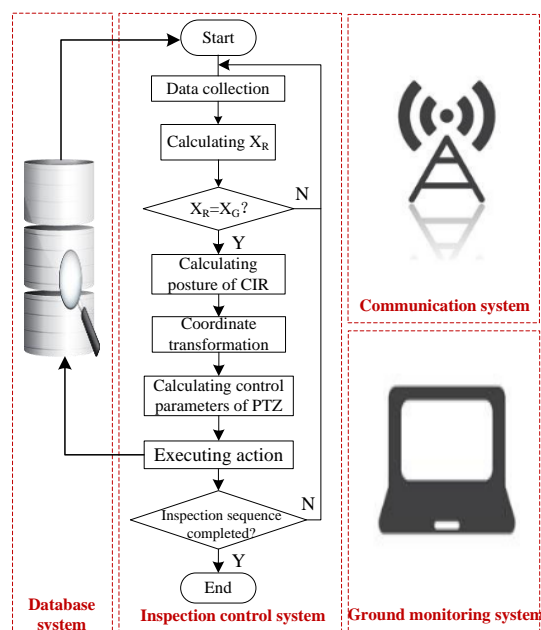 Start
Data collection
Calculating X_R
X_R=X_G?
N
Y
Calculating
posture of CIR
Coordinate
transformation
Calculating control
parameters of PTZ
Executing action
Inspection sequence
completed?
N
Y
End
Database
system
Inspection control system
Communication system
Ground monitoring system